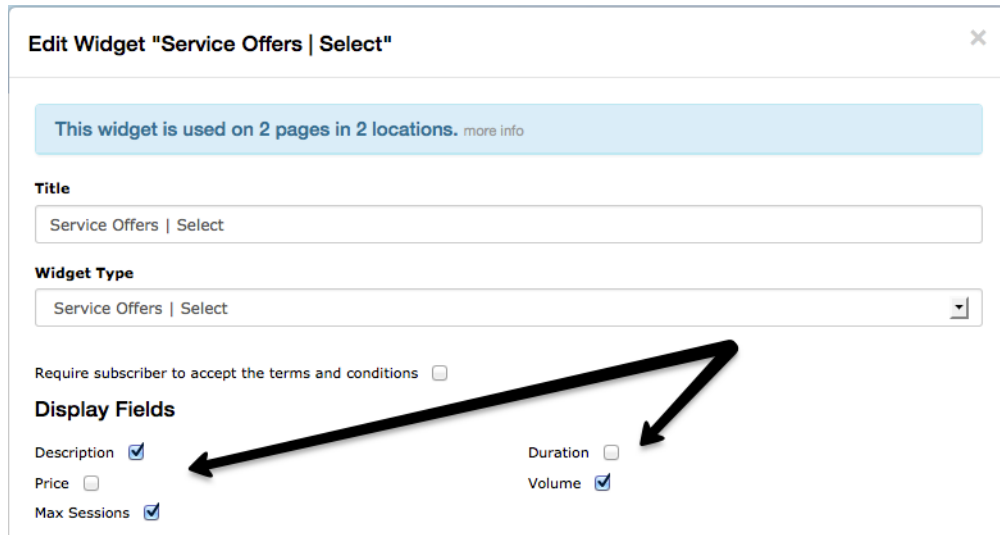 Edit Widget "Service Offers | Select"
×
This widget is used on 2 pages in 2 locations. more info
Title
Service Offers | Select
Widget Type
Service Offers | Select
Require subscriber to accept the terms and conditions
Display Fields
Description
Duration
Price
Volume
Max Sessions